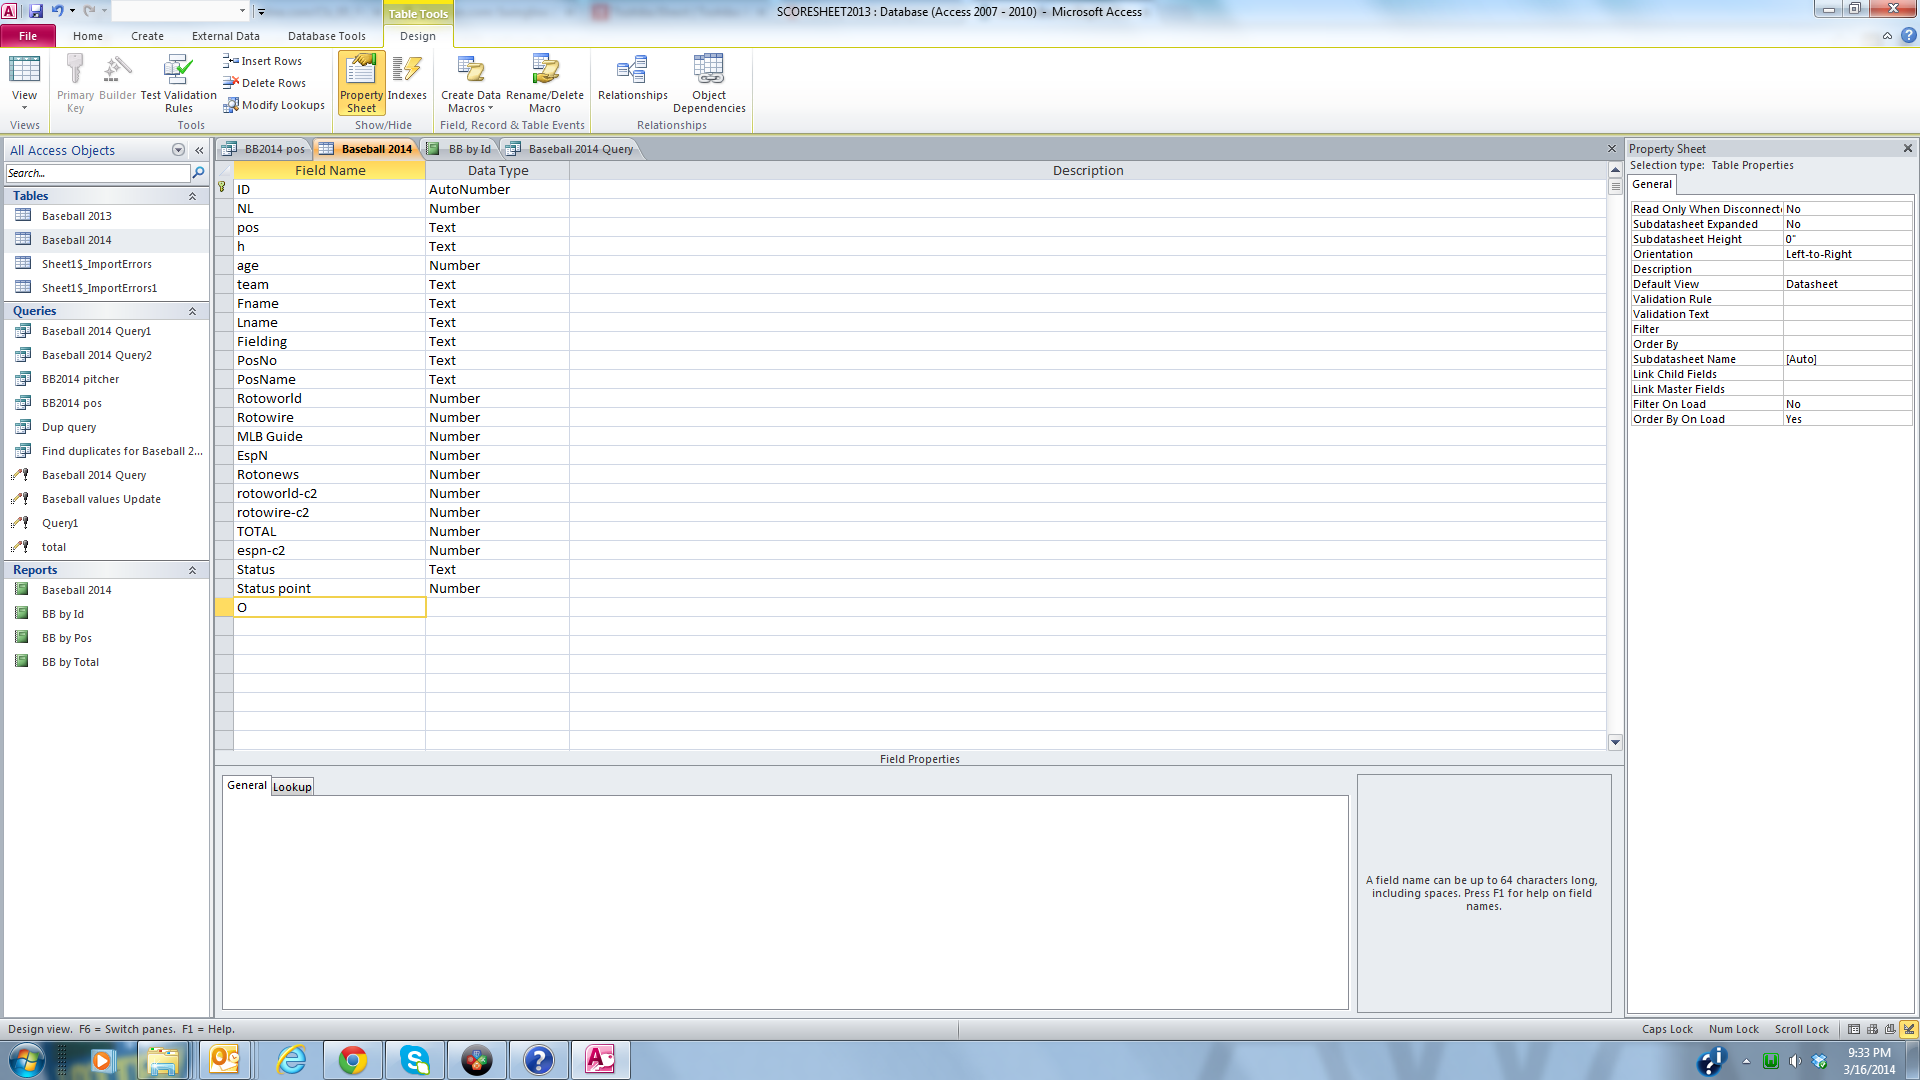 Table Tools
SCORESHEET2013 : Database (Access 2007 - 2010) - Microsoft Access
File Home Create External Data Database Tools Design
View
Primary Key
Builder
Test Validation Rules
Insert Rows
Delete Rows
Modify Lookups
Property Sheet
Indexes
Create Data Macros
Rename/Delete Macro
Relationships
Object Dependencies
Views Tools Show/Hide Field, Record & Table Events Relationships
All Access Objects
Search...
Tables
Baseball 2013
Baseball 2014
Sheet1$_ImportErrors
Sheet1$_ImportErrors1
Queries
Baseball 2014 Query1
Baseball 2014 Query2
BB2014 pitcher
BB2014 pos
Dup query
Find duplicates for Baseball 2...
Baseball 2014 Query
Baseball values Update
Query1
total
Reports
Baseball 2014
BB by Id
BB by Pos
BB by Total
BB2014 pos Baseball 2014 BB by Id Baseball 2014 Query
Field Name Data Type Description
ID AutoNumber
NL Number
pos Text
h Text
age Number
team Text
Fname Text
Lname Text
Fielding Text
PosNo Text
PosName Text
Rotoworld Number
Rotowire Number
MLB Guide Number
EspN Number
Rotonews Number
rotoworld-c2 Number
rotowire-c2 Number
TOTAL Number
espn-c2 Number
Status Text
Status point Number
O
Field Properties
General Lookup
A field name can be up to 64 characters long,
including spaces. Press F1 for help on field
names.
Property Sheet
Selection type: Table Properties
General
Read Only When Disconnect No
Subdatasheet Expanded No
Subdatasheet Height 0"
Orientation Left-to-Right
Description
Default View Datasheet
Validation Rule
Validation Text
Filter
Order By
Subdatasheet Name [Auto]
Link Child Fields
Link Master Fields
Filter On Load No
Order By On Load Yes
Design view. F6 = Switch panes. F1 = Help.
Caps Lock Num Lock Scroll Lock
9:33 PM
3/16/2014